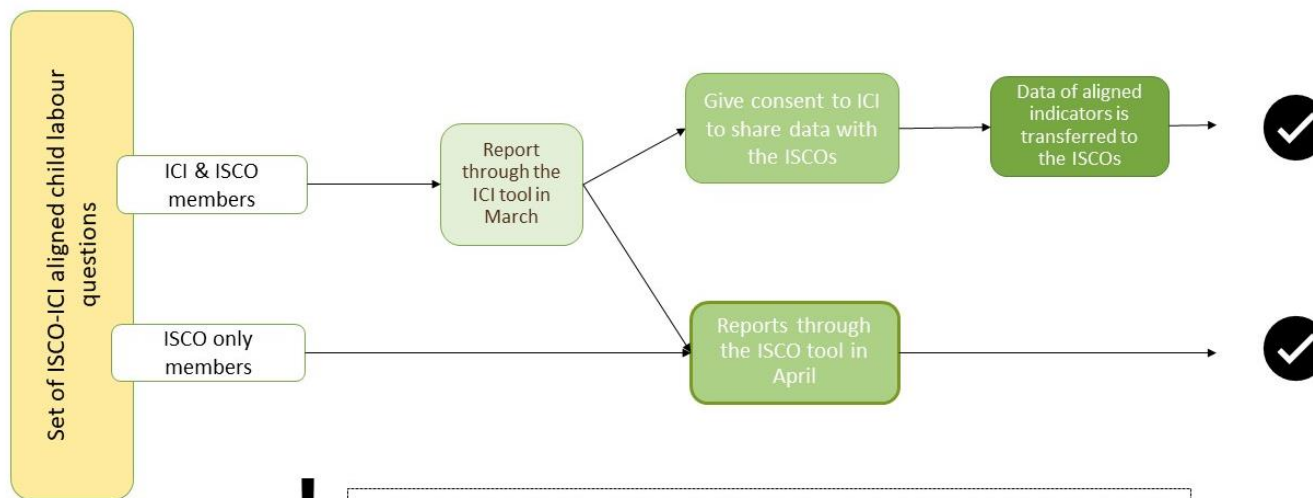 Set of ISCO-ICI aligned child labour
questions
ICI & ISCO
members
Report
through the
ICI tool in
March
Give consent to ICI
to share data with
the ISCOs
Data of aligned
indicators is
transferred to
the ISCOs
ISCO only
members
Reports through
the ISCO tool in
April